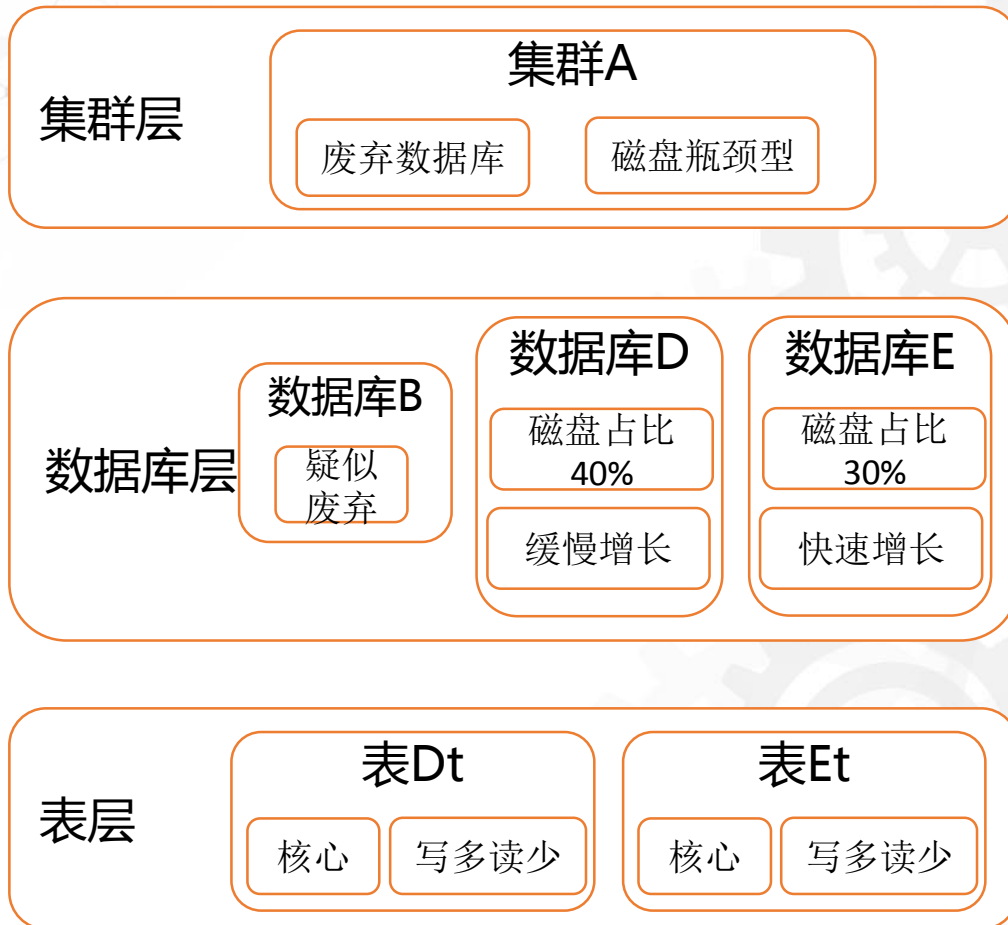 集群层
集群A
废弃数据库
磁盘瓶颈型
数据库层
数据库B
疑似
废弃
数据库D
磁盘占比
40%
缓慢增长
数据库E
磁盘占比
30%
快速增长
表层
表Dt
核心
写多读少
表Et
核心
写多读少